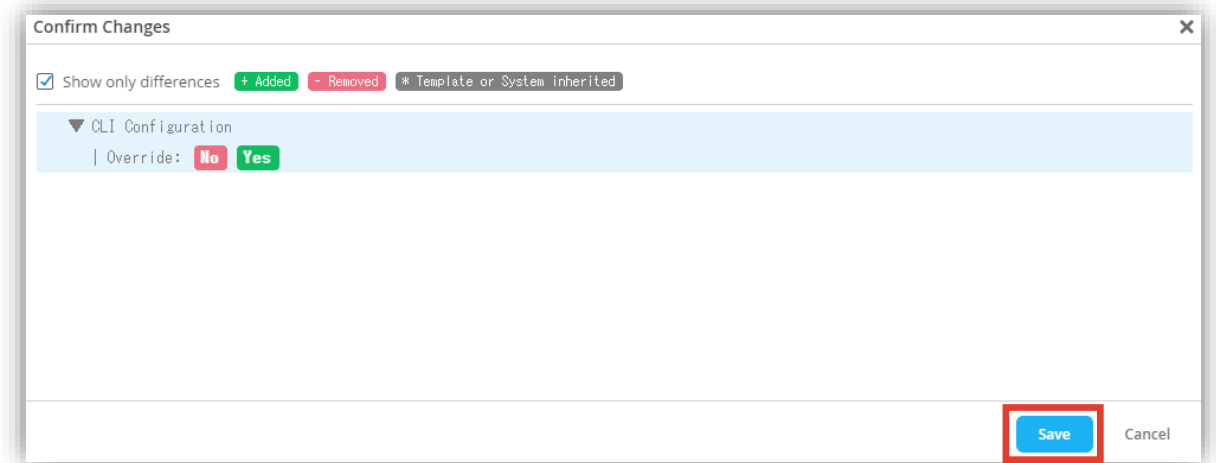 Confirm Changes
Show only differences + Added - Removed * Template or System inherited
CLI Configuration
| Override: No Yes
Save Cancel